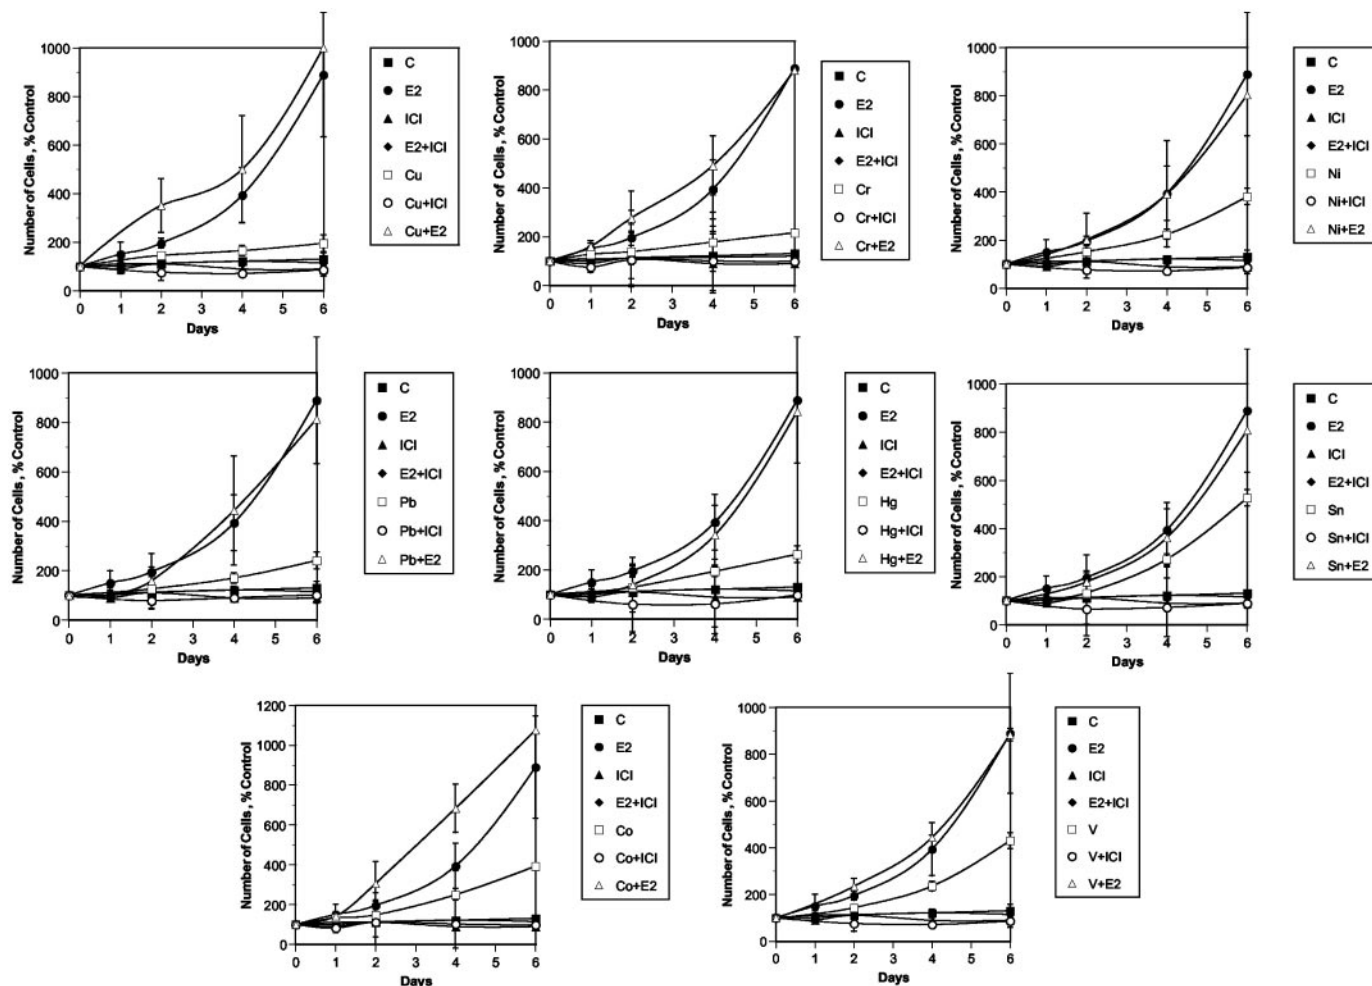 Number of Cells, % Control
1000
800
600
400
200
0
0 1 2 3 4 5 6
Days
C
E2
ICI
E2+ICI
Cu
Cu+ICI
Cu+E2
Number of Cells, % Control
1000
800
600
400
200
0
0 1 2 3 4 5 6
Days
C
E2
ICI
E2+ICI
Cr
Cr+ICI
Cr+E2
Number of Cells, % Control
1000
800
600
400
200
0
0 1 2 3 4 5 6
Days
C
E2
ICI
E2+ICI
Ni
Ni+ICI
Ni+E2
Number of Cells, % Control
1000
800
600
400
200
0
0 1 2 3 4 5 6
Days
C
E2
ICI
E2+ICI
Pb
Pb+ICI
Pb+E2
Number of Cells, % Control
1000
800
600
400
200
0
0 1 2 3 4 5 6
Days
C
E2
ICI
E2+ICI
Hg
Hg+ICI
Hg+E2
Number of Cells, % Control
1000
800
600
400
200
0
0 1 2 3 4 5 6
Days
C
E2
ICI
E2+ICI
Sn
Sn+ICI
Sn+E2
Number of Cells, % Control
1200
1000
800
600
400
200
0
0 1 2 3 4 5 6
Days
C
E2
ICI
E2+ICI
Co
Co+ICI
Co+E2
Number of Cells, % Control
1000
800
600
400
200
0
0 1 2 3 4 5 6
Days
C
E2
ICI
E2+ICI
V
V+ICI
V+E2